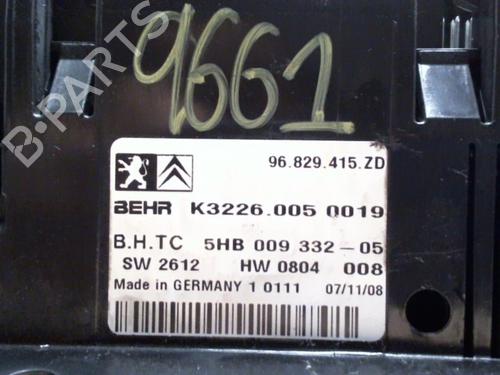 9661
B-PARTS
96.829.415.ZD
BEHR K3226.005 0019
B.H.TC 5HB 009 332-05
SW 2612 HW 0804 008
Made in GERMANY 1 0111 07/11/08